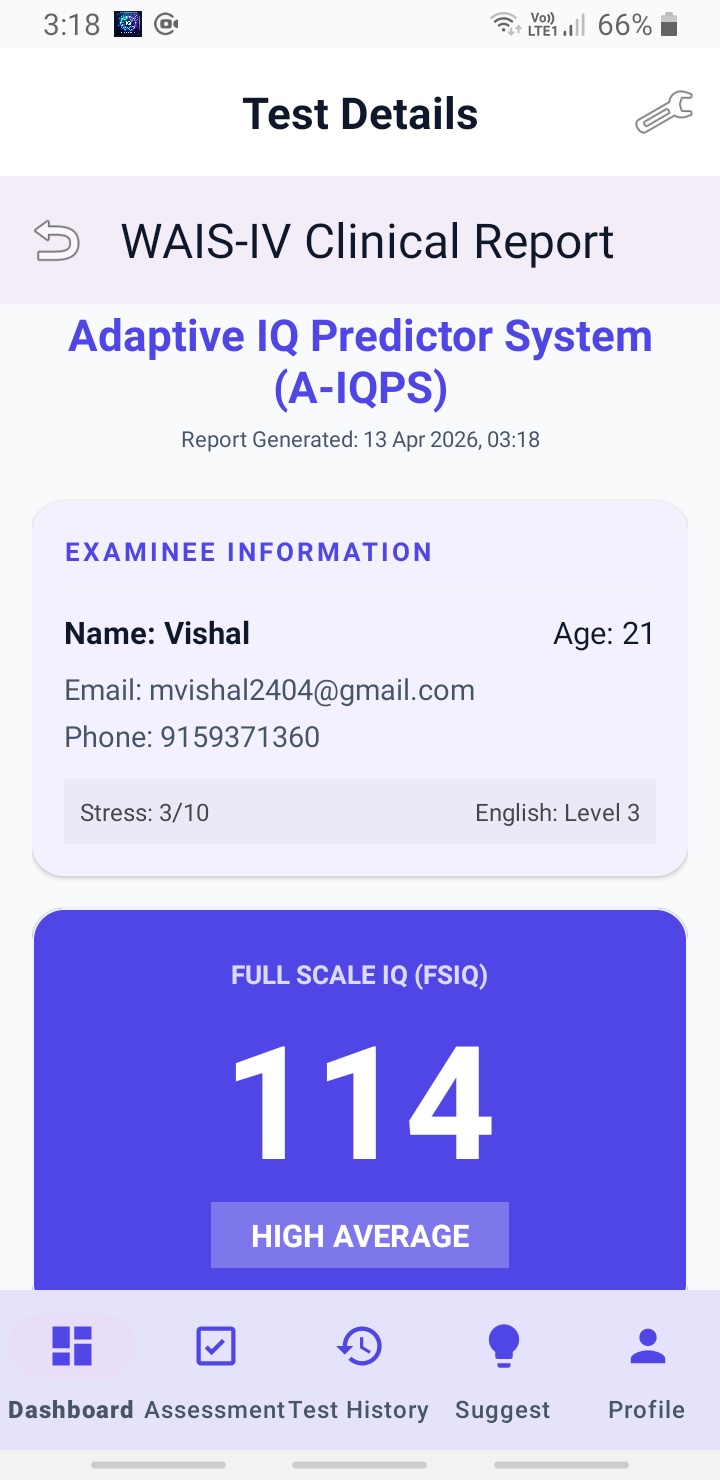 3:18 Vo)) LTE1 66%
Test Details
WAIS-IV Clinical Report
Adaptive IQ Predictor System
(A-IQPS)
Report Generated: 13 Apr 2026, 03:18
EXAMINEE INFORMATION
Name: Vishal Age: 21
Email: mvishal2404@gmail.com
Phone: 9159371360
Stress: 3/10 English: Level 3
FULL SCALE IQ (FSIQ)
114
HIGH AVERAGE
Dashboard Assessment Test History Suggest Profile